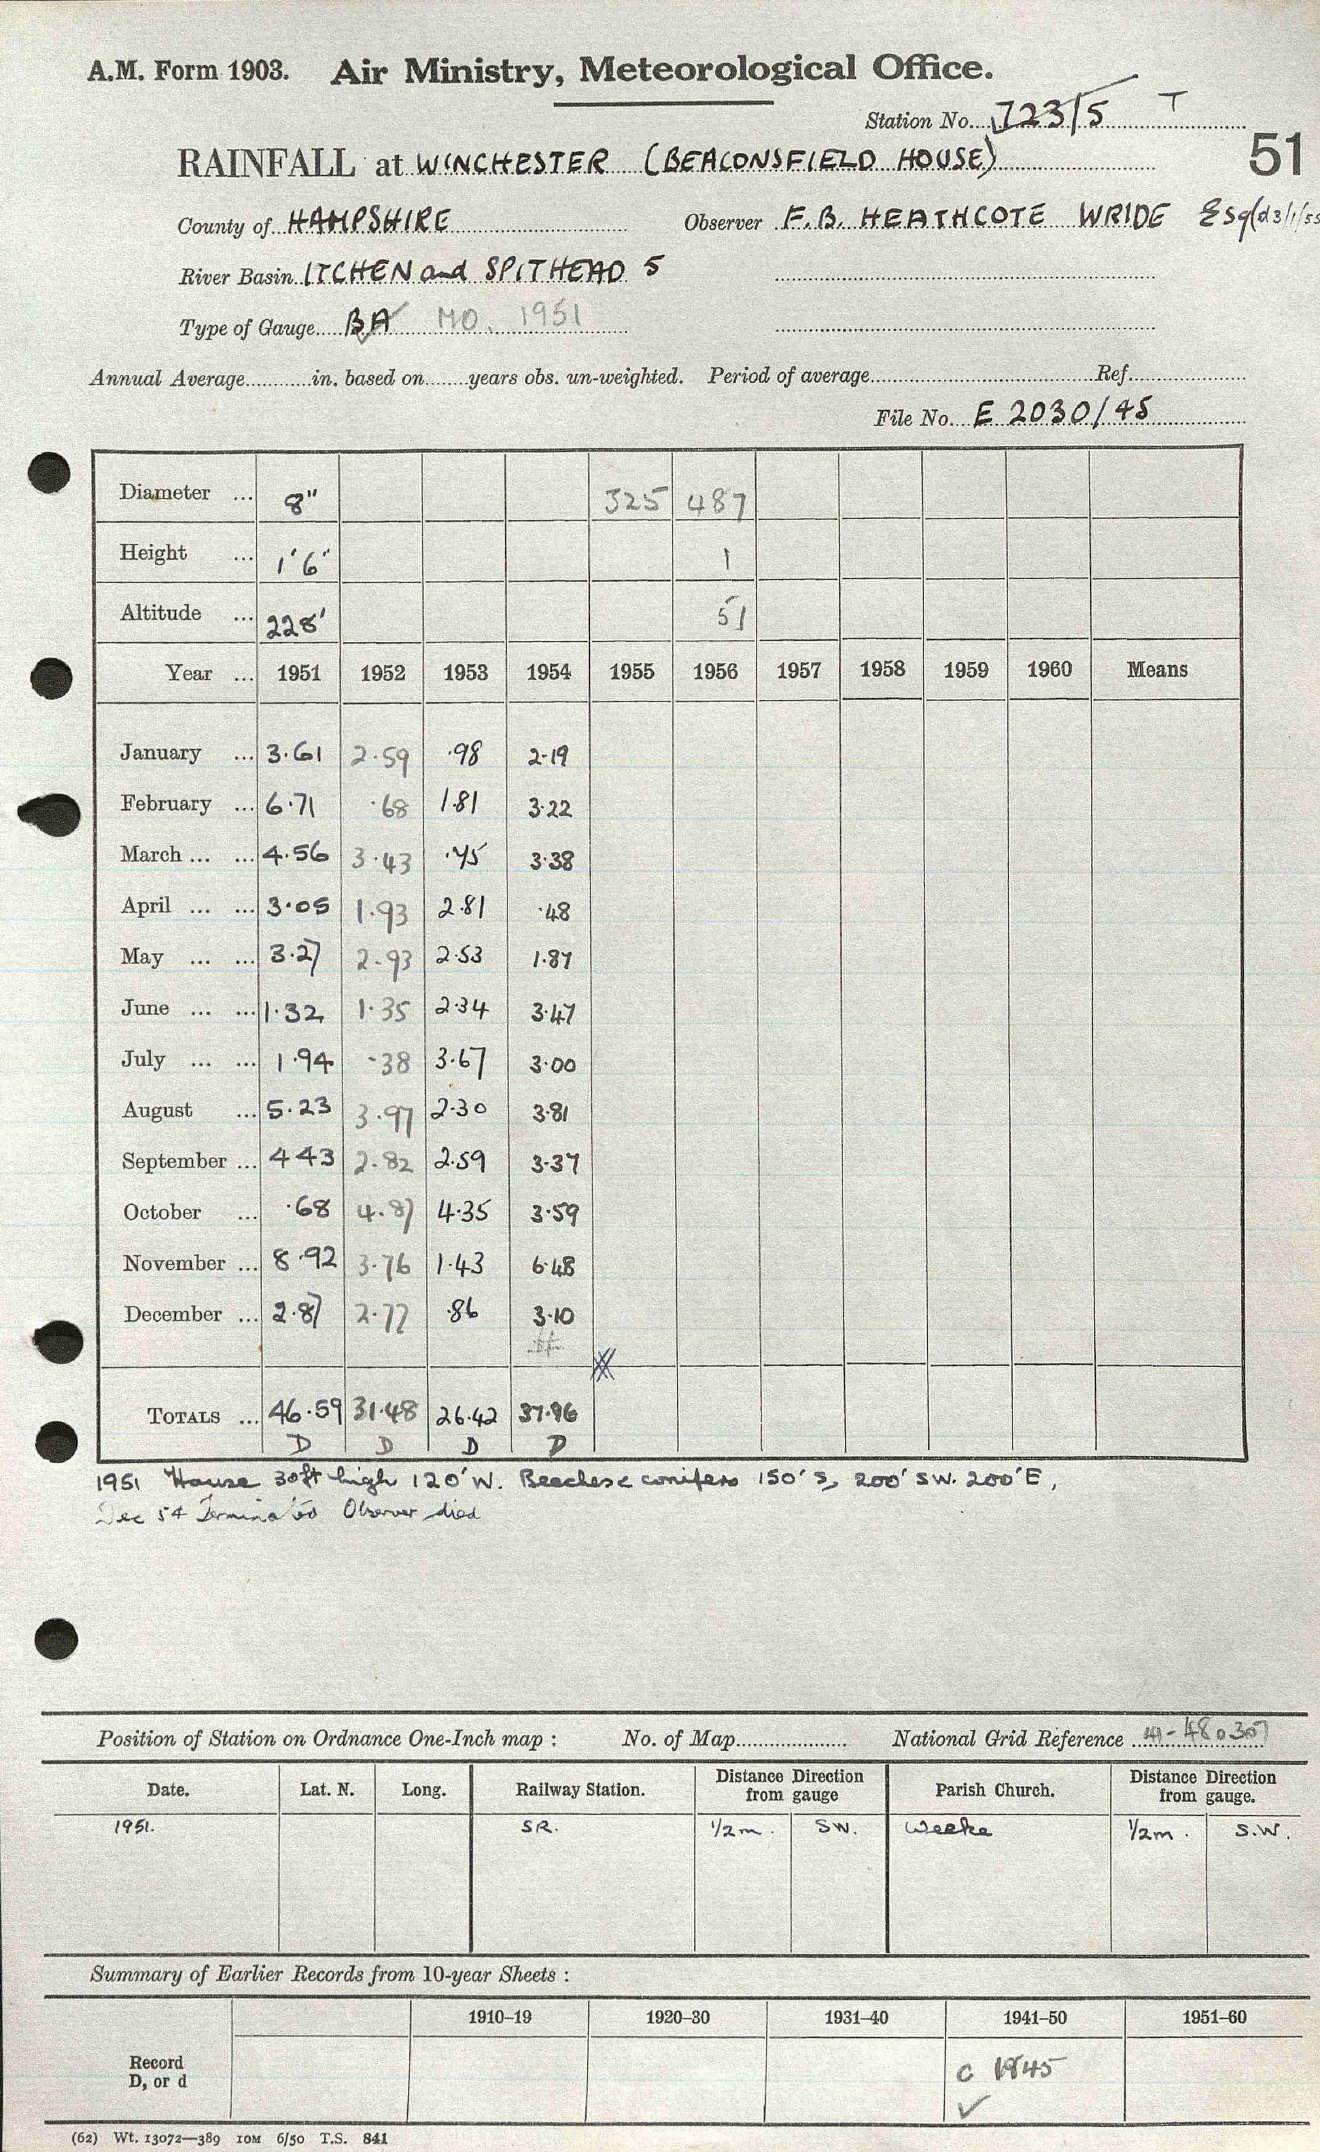 A.M. Form 1903. Air Ministry, Meteorological Office.
Station No. 723/5 T
RAINFALL at WINCHESTER (BEACONSFIELD HOUSE) 51
County of HAMPSHIRE Observer F.B. HEATHCOTE WRIDE Esq (d 3/1/55
River Basin ITCHEN and SPITHEAD 5
Type of Gauge BA MO. 1951
Annual Average in. based on years obs. un-weighted. Period of average Ref.
File No. E 2030/45
Diameter ... 8" 325 487
Height ... 1'6" 1
Altitude ... 228' 51
Year ... 1951 1952 1953 1954 1955 1956 1957 1958 1959 1960 Means
January ... 3.61 2.59 .98 2.19
February ... 6.71 .68 1.81 3.22
March ... ... 4.56 3.43 .75 3.38
April ... ... 3.05 1.93 2.81 .48
May ... ... 3.27 2.93 2.53 1.87
June ... ... 1.32 1.35 2.34 3.47
July ... ... 1.94 .38 3.67 3.00
August ... 5.23 3.97 2.30 3.81
September ... 4 43 2.82 2.59 3.37
October ... .68 4.87 4.35 3.59
November ... 8.92 3.76 1.43 6.48
December ... 2.87 2.77 .86 3.10
TOTALS ... 46.59 31.48 26.42 37.96
D D D D
1951 House 30ft high 120' W. Beeches & conifers 150' S, 200' SW. 200' E,
Dec 54 Terminated Observer died
Position of Station on Ordnance One-Inch map : No. of Map National Grid Reference 41-480307
Date. Lat. N. Long. Railway Station. Distance from gauge Direction Parish Church. Distance from gauge. Direction
1951. SR. 1/2 m. SW. Weeke 1/2 m. S.W.
Summary of Earlier Records from 10-year Sheets :
1910–19 1920–30 1931–40 1941–50 1951–60
Record
D, or d
C 1945
(62) Wt. 13072—389 10M 6/50 T.S. 841